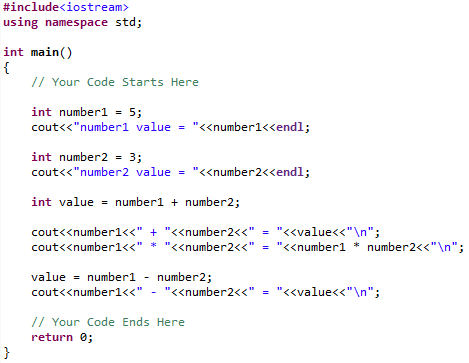 #include<iostream>
using namespace std;
int main()
{
// Your Code Starts Here
int number1 = 5;
cout<<"number1 value = "<<number1<<endl;
int number2 = 3;
cout<<"number2 value = "<<number2<<endl;
int value = number1 + number2;
cout<<number1<<" + "<<number2<<" = "<<value<<"\n";
cout<<number1<<" * "<<number2<<" = "<<number1 * number2<<"\n";
value = number1 - number2;
cout<<number1<<" - "<<number2<<" = "<<value<<"\n";
// Your Code Ends Here
return 0;
}